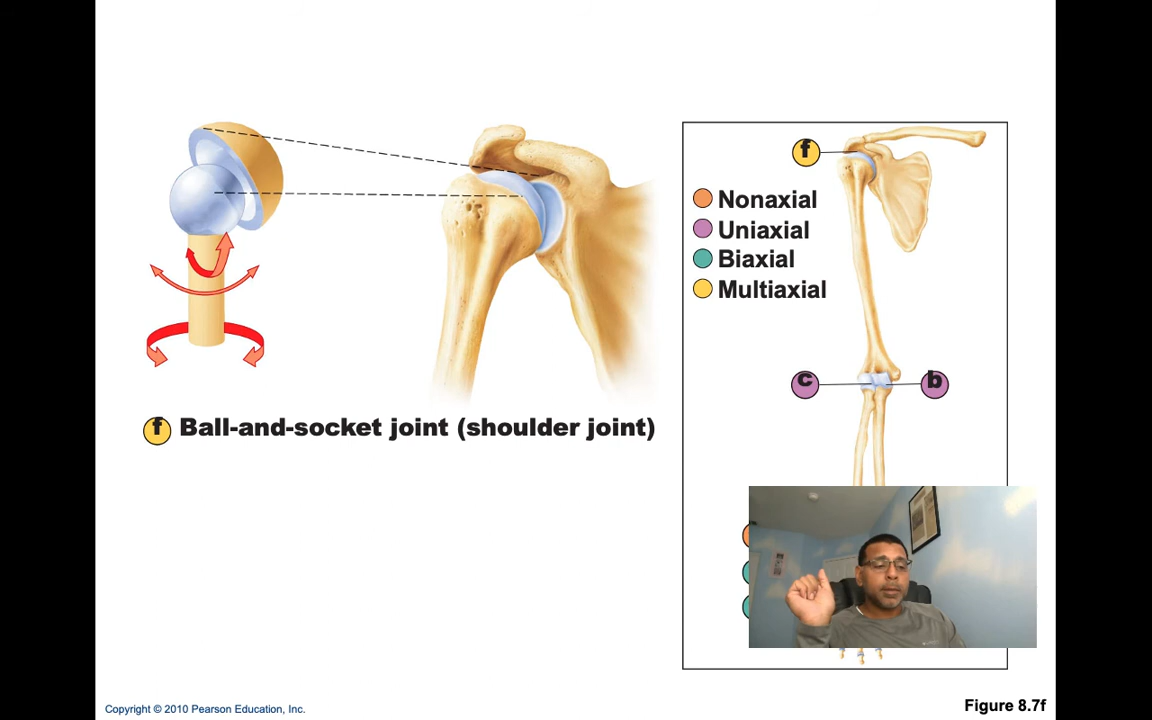 f
Nonaxial
Uniaxial
Biaxial
Multiaxial
c
b
f Ball-and-socket joint (shoulder joint)
Copyright © 2010 Pearson Education, Inc.
Figure 8.7f